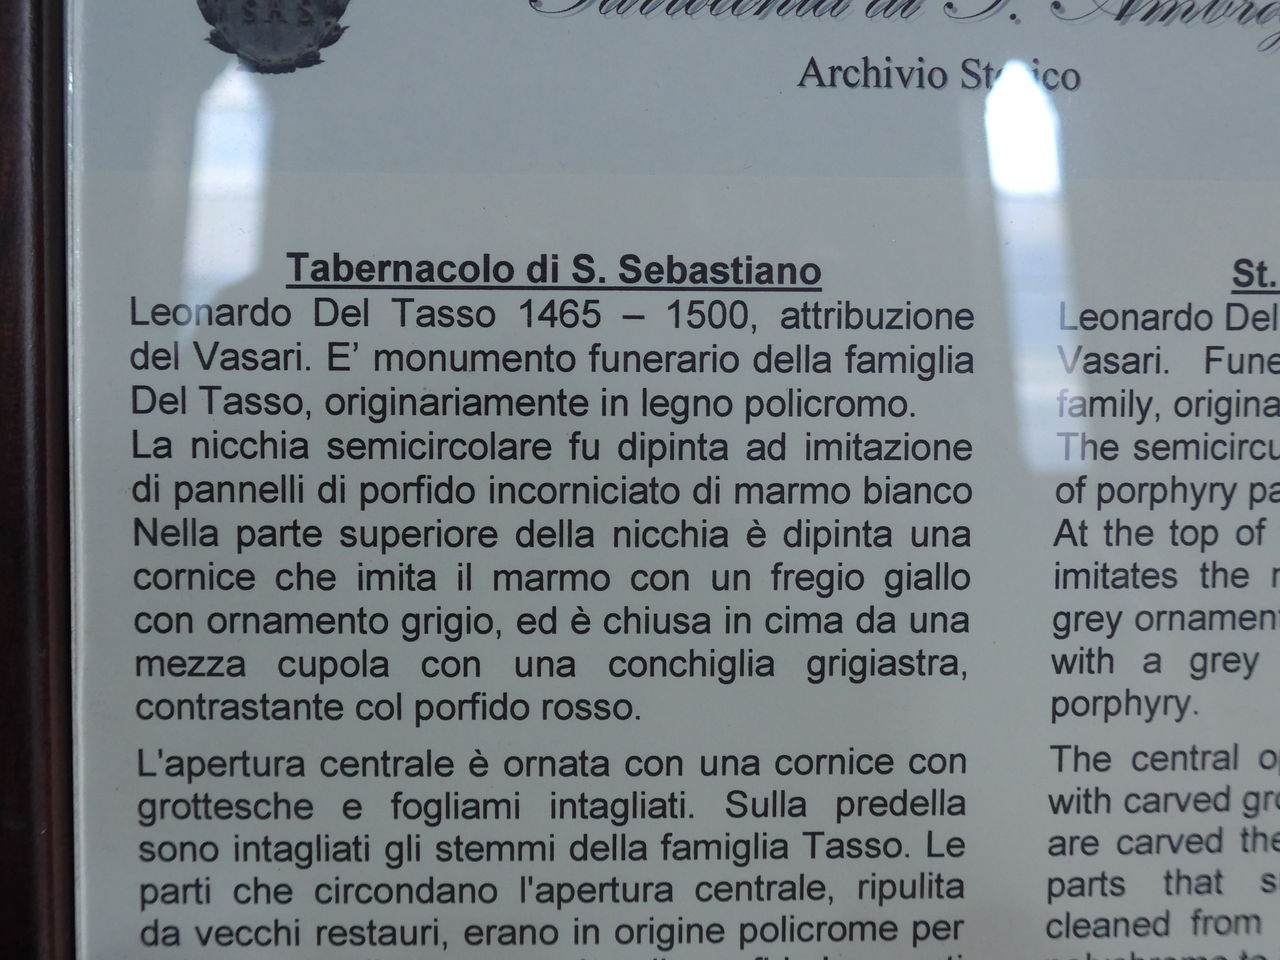 S A S
Parrocchia di S. Ambrog
Archivio Storico
Tabernacolo di S. Sebastiano
Leonardo Del Tasso 1465 – 1500, attribuzione
del Vasari. E’ monumento funerario della famiglia
Del Tasso, originariamente in legno policromo.
La nicchia semicircolare fu dipinta ad imitazione
di pannelli di porfido incorniciato di marmo bianco
Nella parte superiore della nicchia è dipinta una
cornice che imita il marmo con un fregio giallo
con ornamento grigio, ed è chiusa in cima da una
mezza cupola con una conchiglia grigiastra,
contrastante col porfido rosso.
L'apertura centrale è ornata con una cornice con
grottesche e fogliami intagliati. Sulla predella
sono intagliati gli stemmi della famiglia Tasso. Le
parti che circondano l'apertura centrale, ripulita
da vecchi restauri, erano in origine policrome per
St.
Leonardo Del
Vasari. Fune
family, origina
The semicircu
of porphyry pa
At the top of
imitates the
grey ornament
with a grey
porphyry.
The central o
with carved gro
are carved the
parts that s
cleaned from